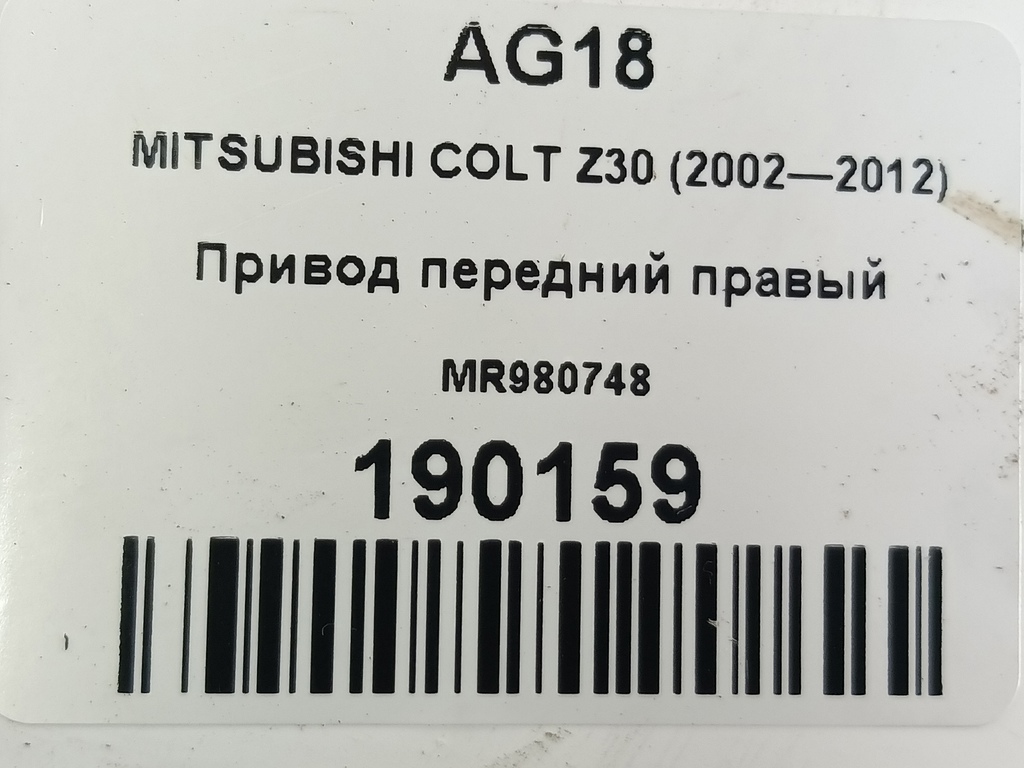 AG18
MITSUBISHI COLT Z30 (2002—2012)
Привод передний правый
MR980748
190159